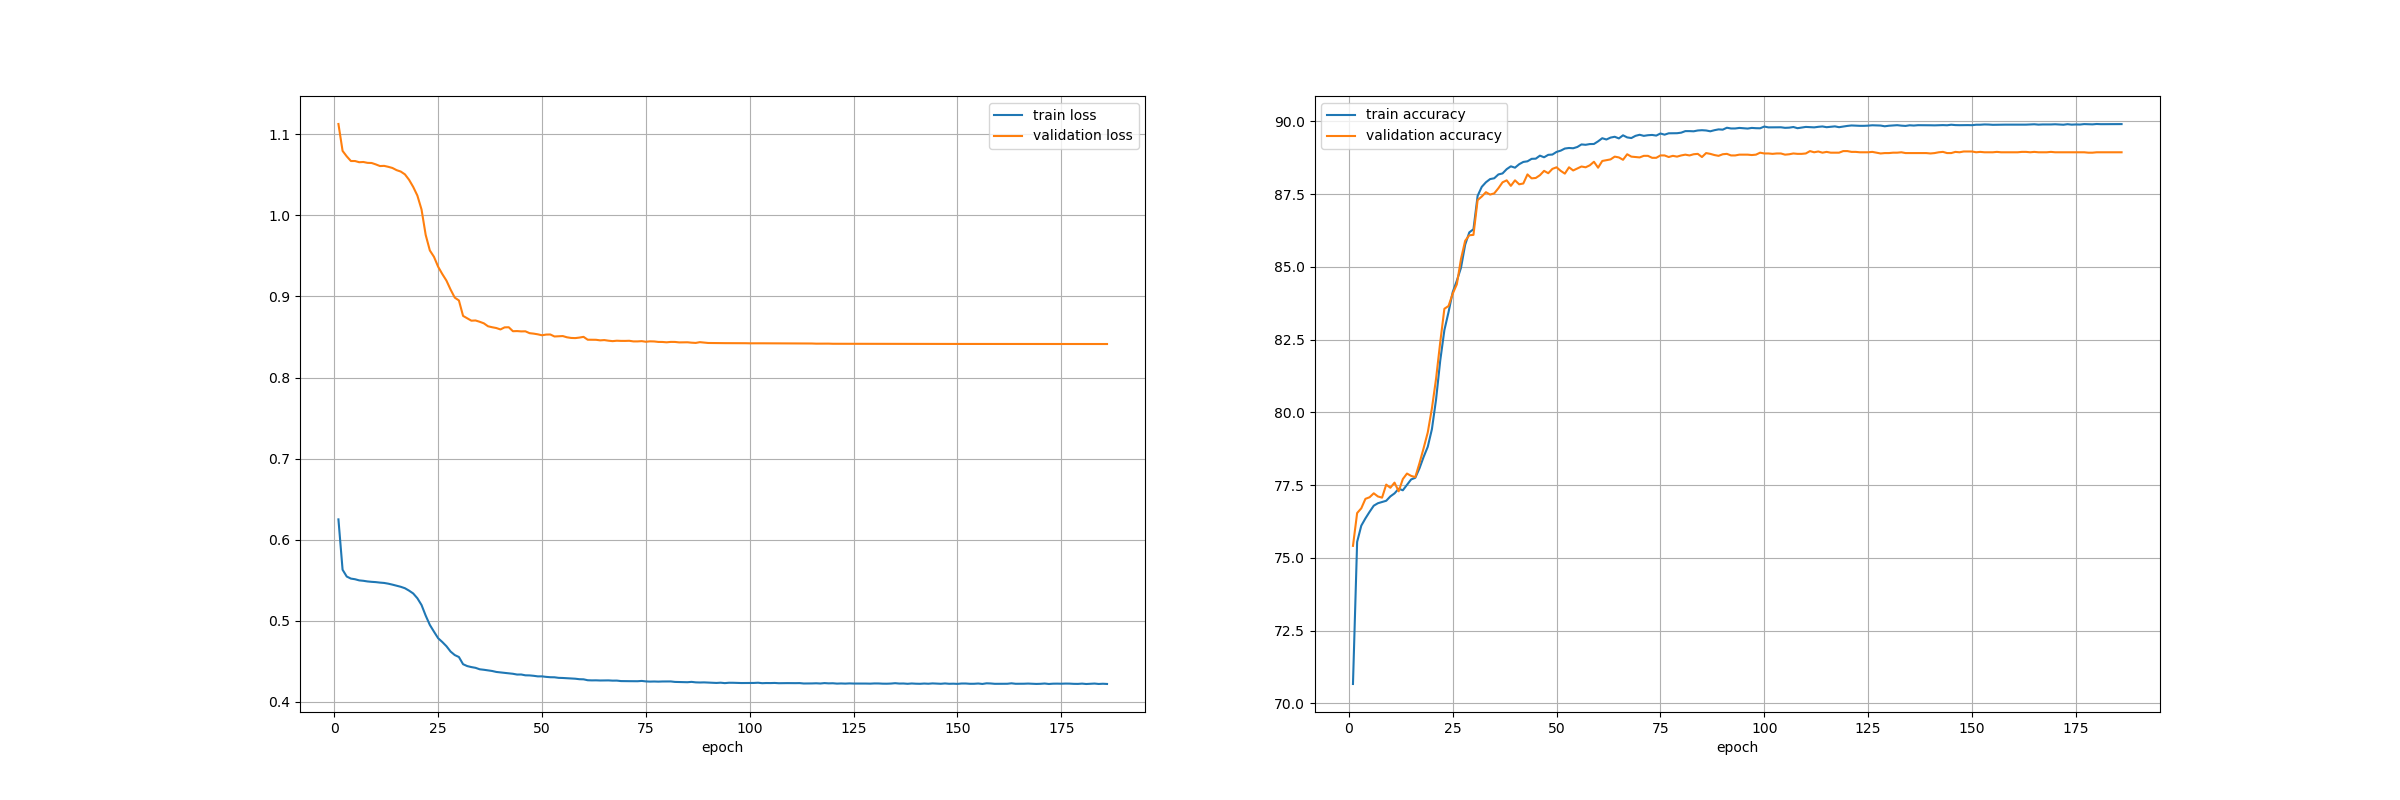 train loss
validation loss
1.1
1.0
0.9
0.8
0.7
0.6
0.5
0.4
0 25 50 75 100 125 150 175
epoch
train accuracy
validation accuracy
90.0
87.5
85.0
82.5
80.0
77.5
75.0
72.5
70.0
0 25 50 75 100 125 150 175
epoch